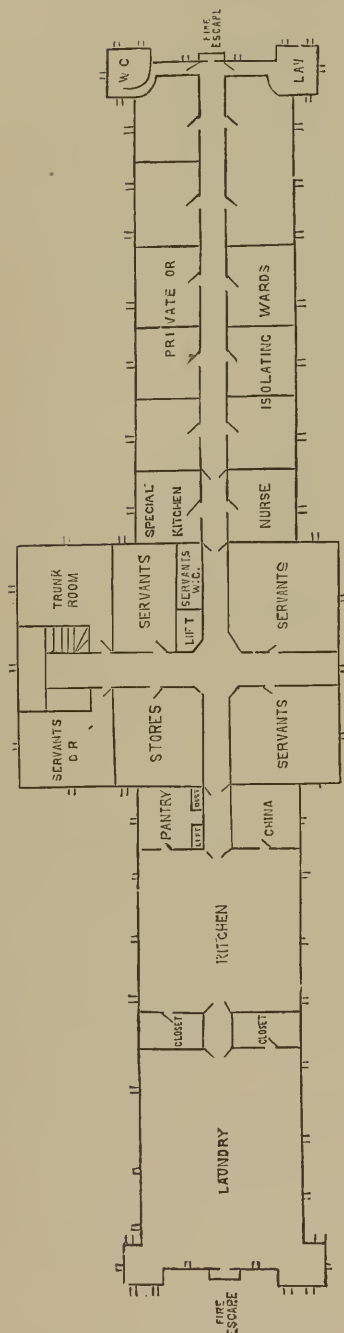 FIRE
ESCAPE
W C
LAV
PRIVATE OR
ISOLATING WARDS
SPECIAL
KITCHEN
NURSE
TRUNK
ROOM
SERVANTS
SERVANTS
W.C.
LIFT
SERVANTS
SERVANTS
D R
STORES
SERVANTS
PANTRY
LIFT
DUST
CHINA
KITCHEN
CLOSET
CLOSET
LAUNDRY
FIRE
ESCAPE